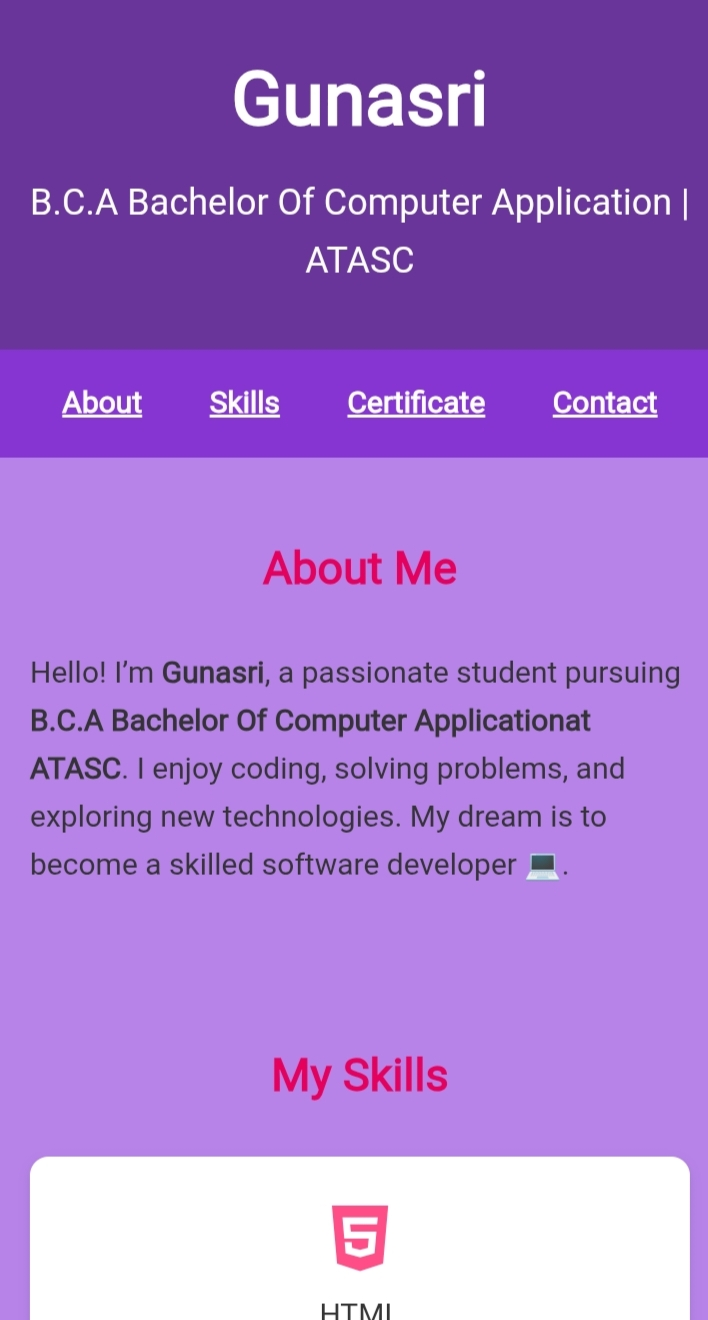 Gunasri
B.C.A Bachelor Of Computer Application |
ATASC
About Skills Certificate Contact
About Me
Hello! I’m Gunasri, a passionate student pursuing
B.C.A Bachelor Of Computer Applicationat
ATASC. I enjoy coding, solving problems, and
exploring new technologies. My dream is to
become a skilled software developer 💻.
My Skills
5
HTML